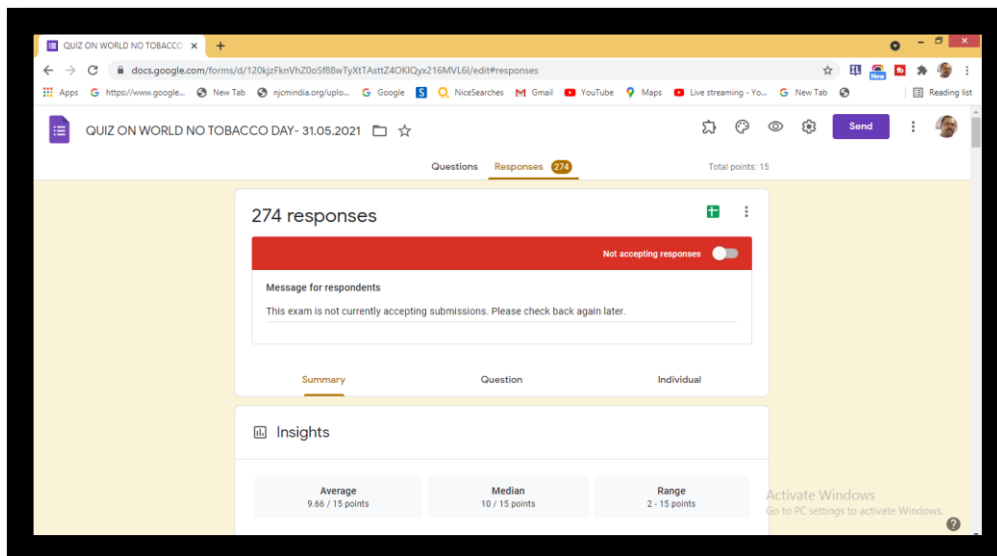 QUIZ ON WORLD NO TOBACCO
docs.google.com/forms/d/120kjzFknVhZ0oSf88wTyXtTAsttZ4OKIQyx216MVL6I/edit#responses
Apps https://www.google... New Tab njcmindia.org/uplo... Google NiceSearches Gmail YouTube Maps Live streaming - Yo... New Tab Reading list
QUIZ ON WORLD NO TOBACCO DAY- 31.05.2021 Send
Questions Responses 274 Total points: 15
274 responses
Not accepting responses
Message for respondents
This exam is not currently accepting submissions. Please check back again later.
Summary Question Individual
Insights
Average Median Range
9.66 / 15 points 10 / 15 points 2 - 15 points
Activate Windows
Go to PC settings to activate Windows.